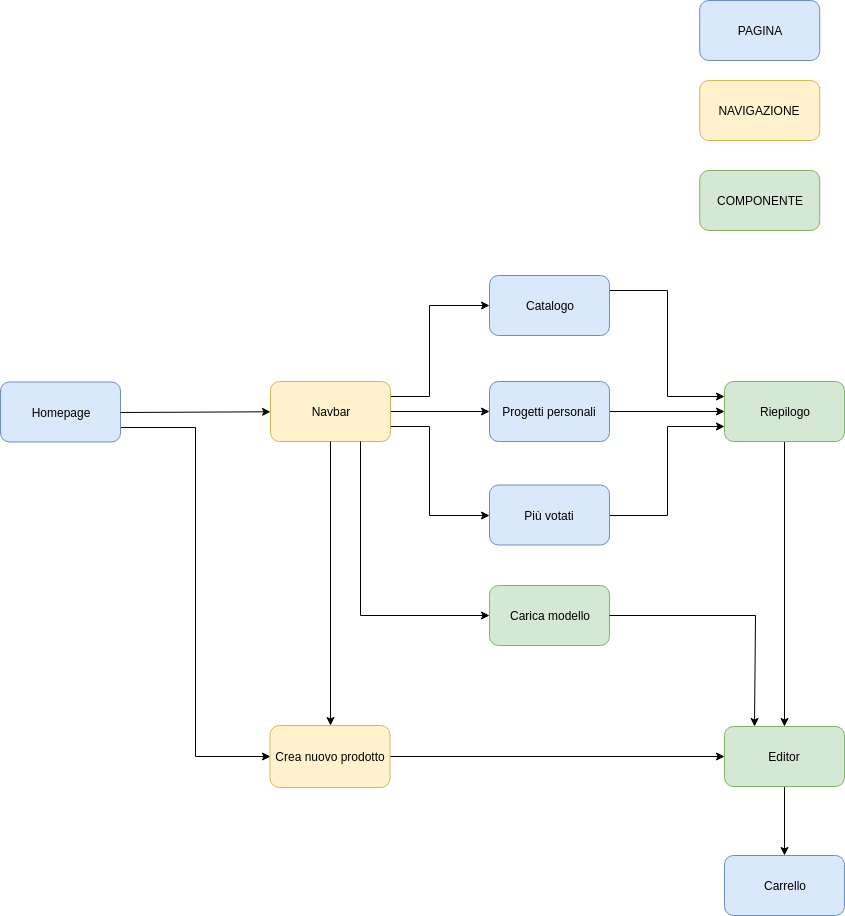 PAGINA
NAVIGAZIONE
COMPONENTE
Catalogo
Homepage
Navbar
Progetti personali
Riepilogo
Più votati
Carica modello
Crea nuovo prodotto
Editor
Carrello